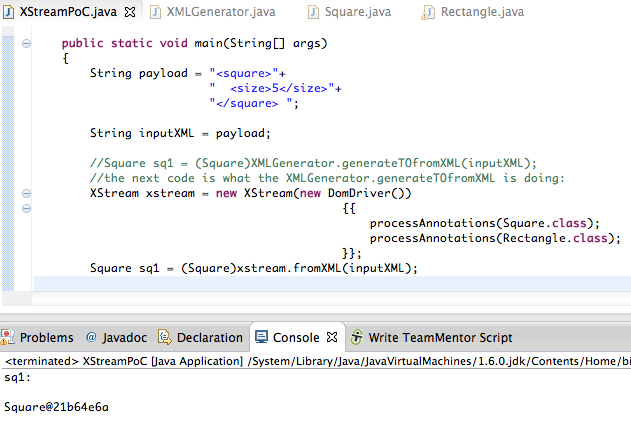 XStreamPoC.java XMLGenerator.java Square.java Rectangle.java
public static void main(String[] args)
{
String payload = "<square>"+
" <size>5</size>"+
"</square> ";
String inputXML = payload;
//Square sq1 = (Square)XMLGenerator.generateTOfromXML(inputXML);
//the next code is what the XMLGenerator.generateTOfromXML is doing:
XStream xstream = new XStream(new DomDriver())
{{
processAnnotations(Square.class);
processAnnotations(Rectangle.class);
}};
Square sq1 = (Square)xstream.fromXML(inputXML);
Problems @ Javadoc Declaration Console Write TeamMentor Script
<terminated> XStreamPoC [Java Application] /System/Library/Java/JavaVirtualMachines/1.6.0.jdk/Contents/Home/bi
sq1:
Square@21b64e6a